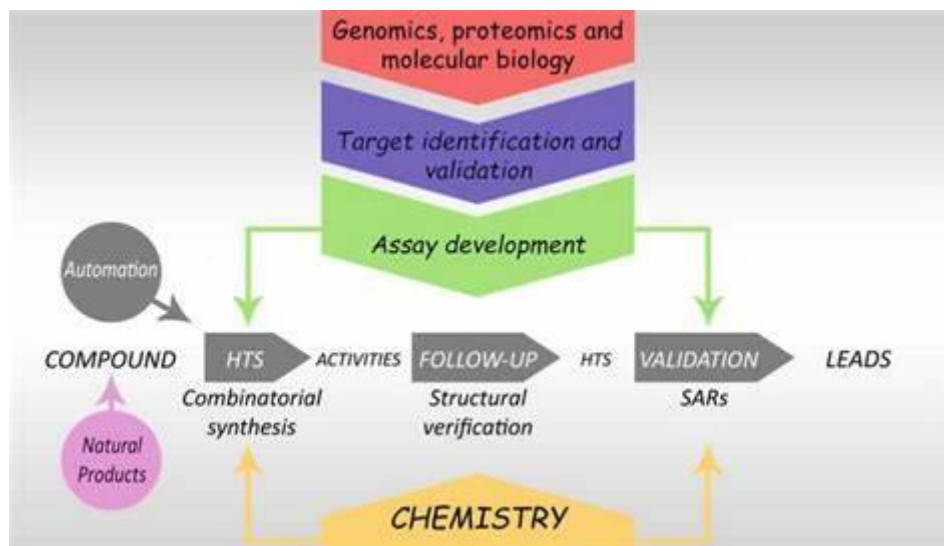 Genomics, proteomics and
molecular biology
Target identification and
validation
Assay development
Automation
COMPOUND
HTS
ACTIVITIES
FOLLOW-UP
HTS
VALIDATION
LEADS
Combinatorial
synthesis
Structural
verification
SARs
Natural
Products
CHEMISTRY